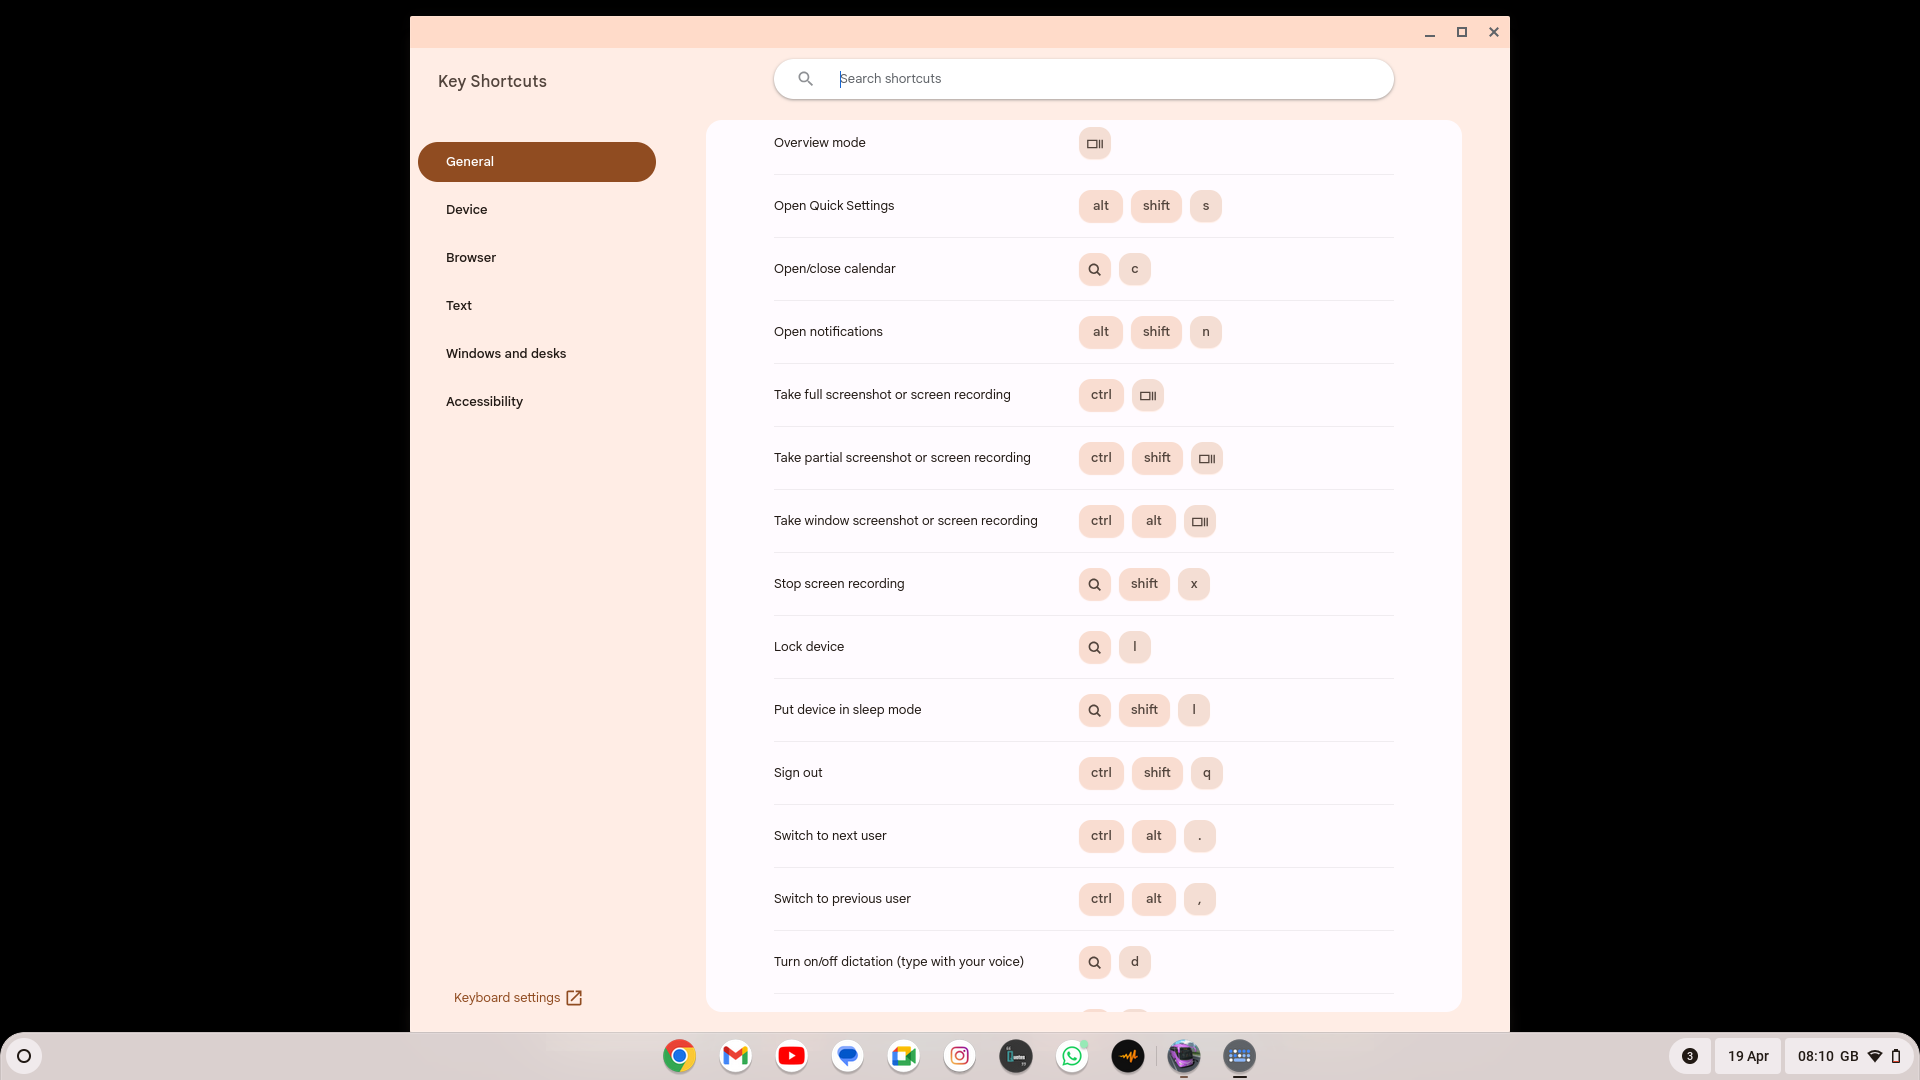 Key Shortcuts
Search shortcuts
General
Device
Browser
Text
Windows and desks
Accessibility
Keyboard settings
Overview mode
Open Quick Settings alt shift s
Open/close calendar c
Open notifications alt shift n
Take full screenshot or screen recording ctrl
Take partial screenshot or screen recording ctrl shift
Take window screenshot or screen recording ctrl alt
Stop screen recording shift x
Lock device l
Put device in sleep mode shift l
Sign out ctrl shift q
Switch to next user ctrl alt .
Switch to previous user ctrl alt ,
Turn on/off dictation (type with your voice) d
3 19 Apr 08:10 GB